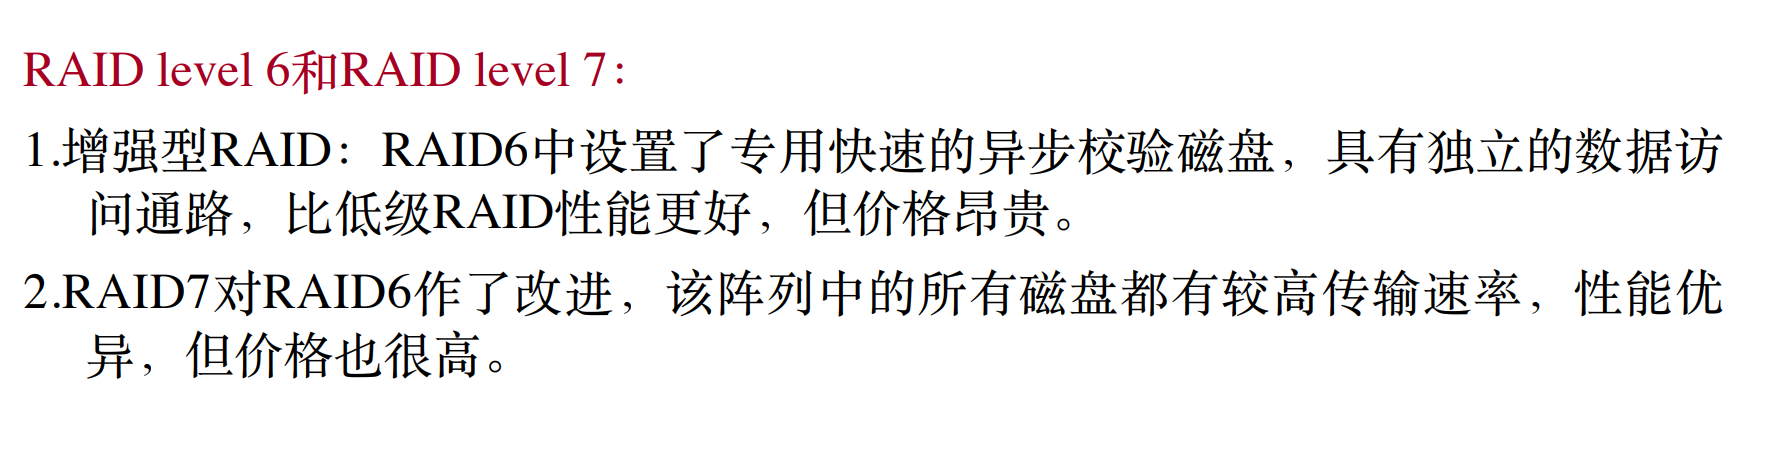 RAID level 6和RAID level 7：
1.增强型RAID：RAID6中设置了专用快速的异步校验磁盘，具有独立的数据访
问通路，比低级RAID性能更好，但价格昂贵。
2.RAID7对RAID6作了改进，该阵列中的所有磁盘都有较高传输速率，性能优
异，但价格也很高。